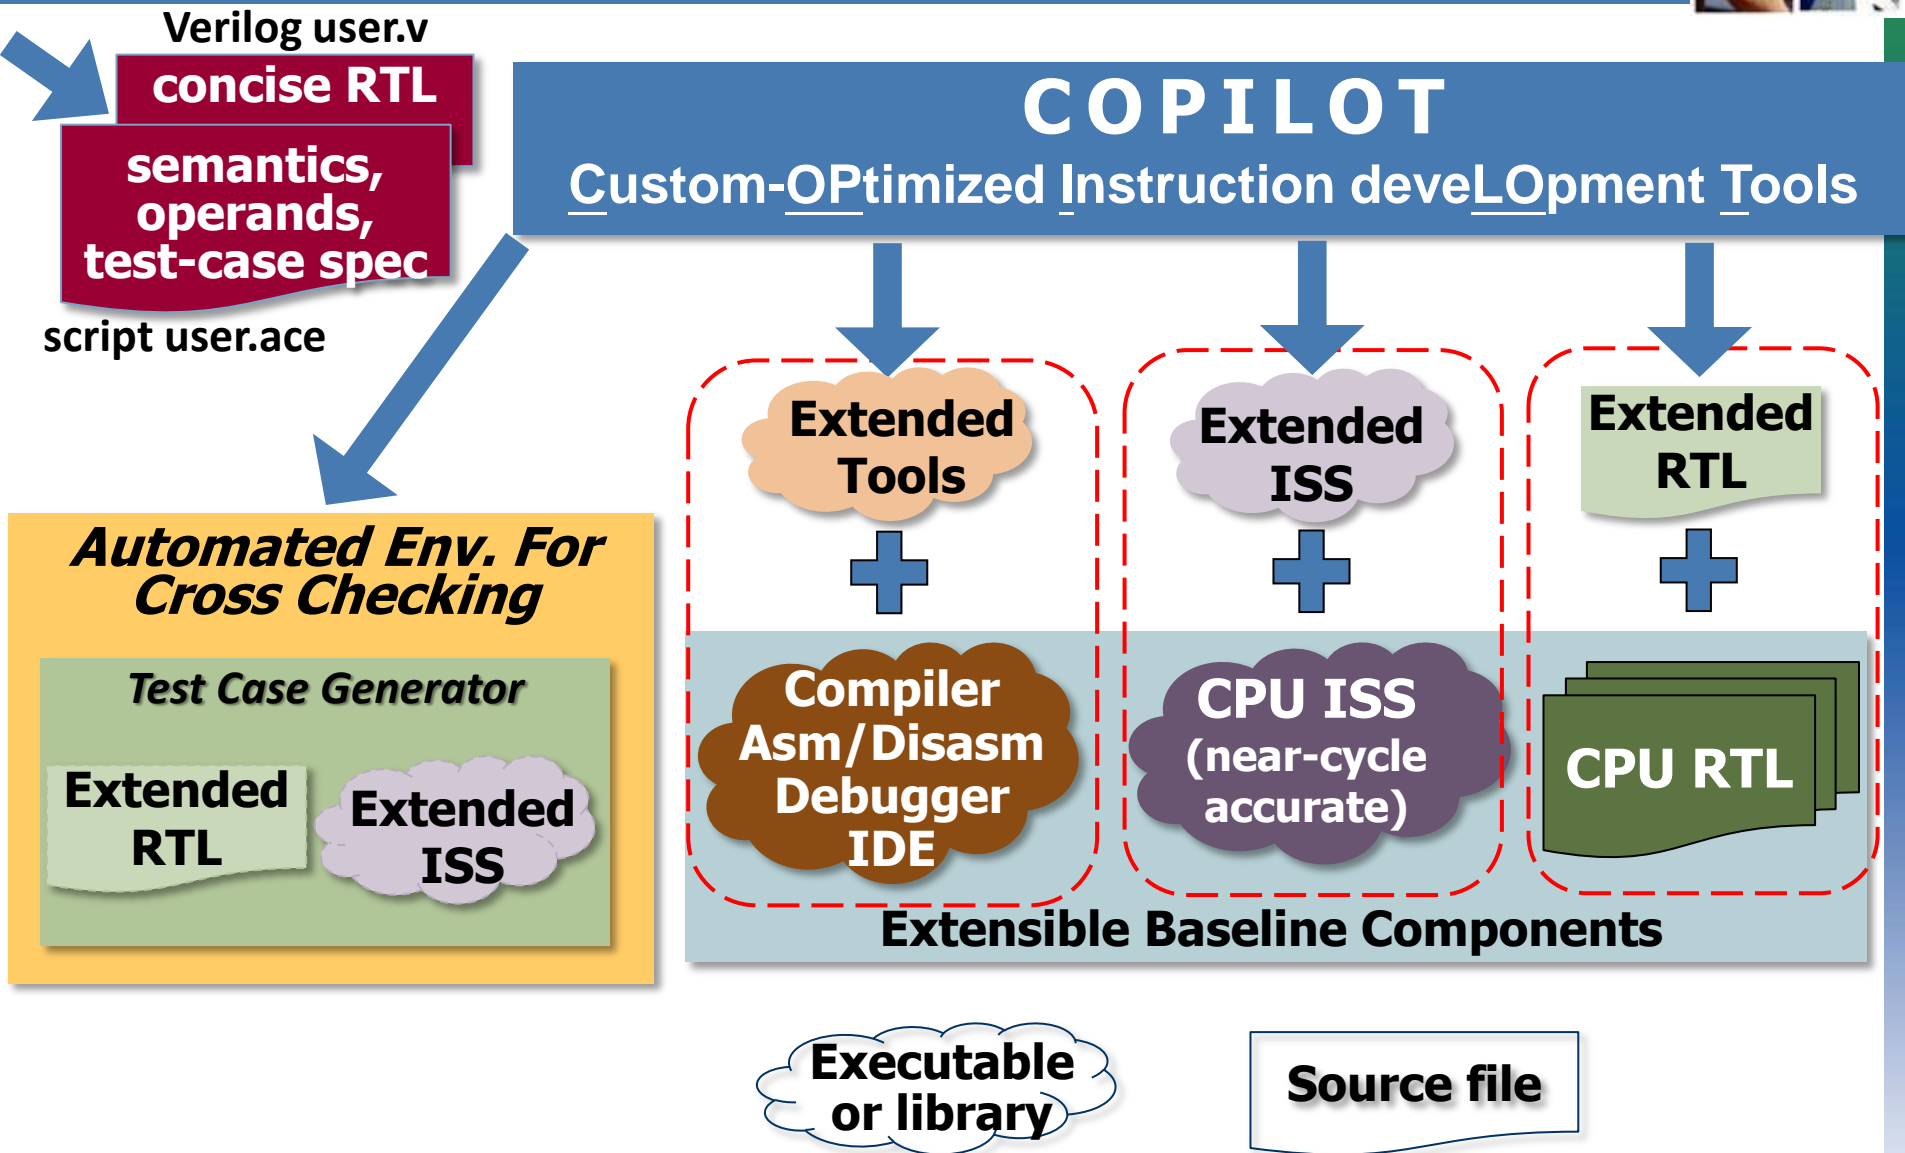 Verilog user.v
concise RTL
semantics,
operands,
test-case spec
script user.ace
COPILOT
Custom-OPtimized Instruction deveLOpment Tools
Extended
Tools
Extended
ISS
Extended
RTL
Automated Env. For
Cross Checking
Test Case Generator
Extended
RTL
Extended
ISS
Compiler
Asm/Disasm
Debugger
IDE
CPU ISS
(near-cycle
accurate)
CPU RTL
Extensible Baseline Components
Executable
or library
Source file